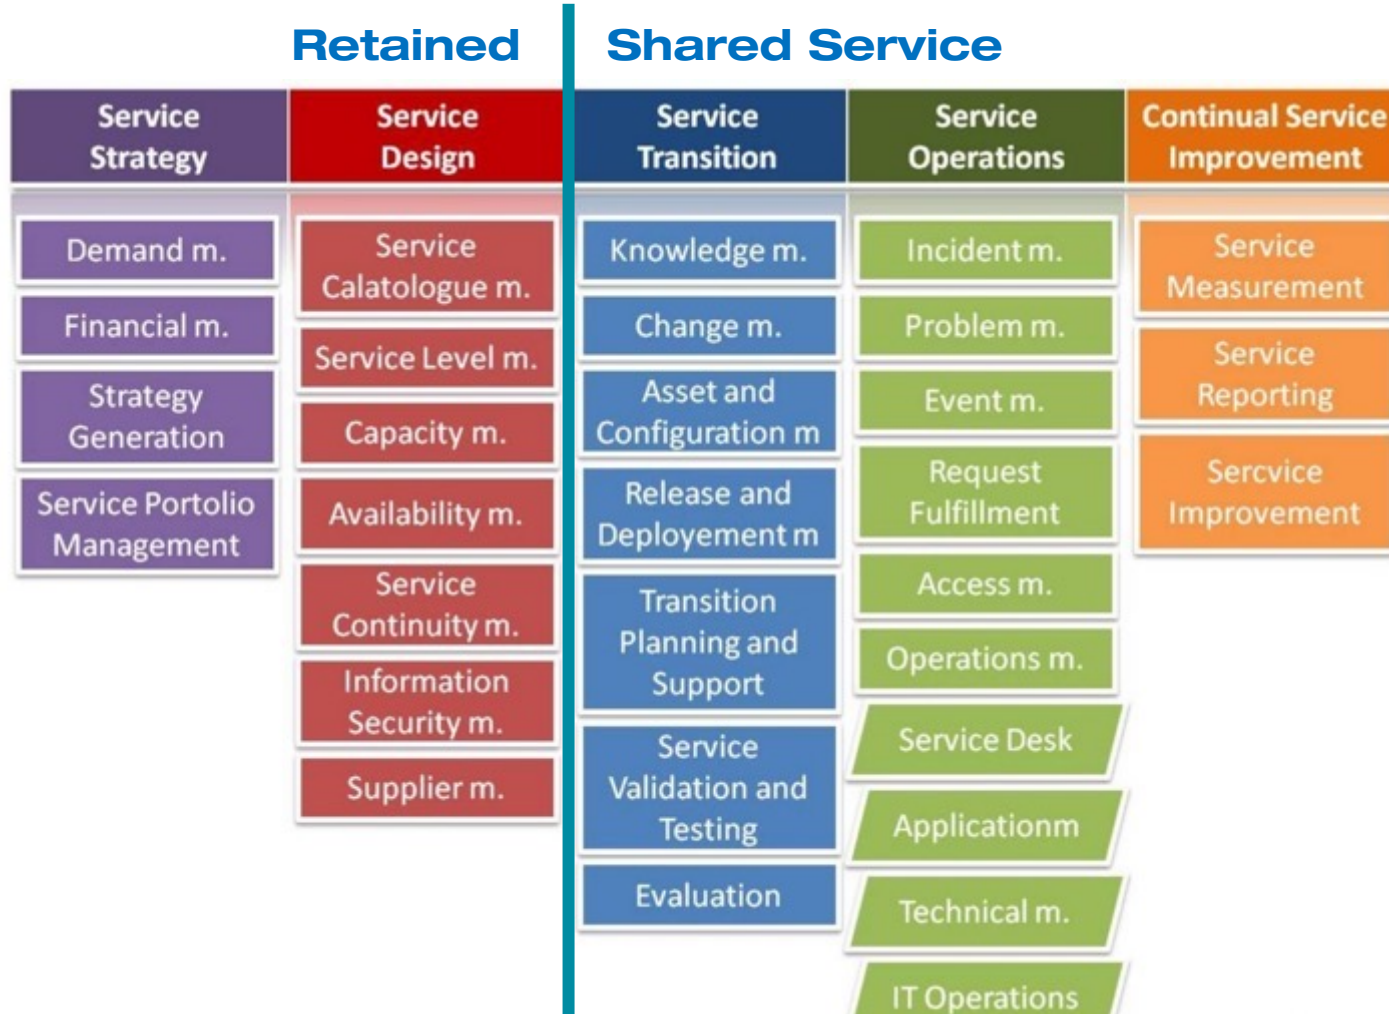 Retained
Shared Service
Service
Strategy
Service
Design
Service
Transition
Service
Operations
Continual Service
Improvement
Demand m.
Financial m.
Strategy
Generation
Service Portolio
Management
Service
Calatologue m.
Service Level m.
Capacity m.
Availability m.
Service
Continuity m.
Information
Security m.
Supplier m.
Knowledge m.
Change m.
Asset and
Configuration m
Release and
Deployement m
Transition
Planning and
Support
Service
Validation and
Testing
Evaluation
Incident m.
Problem m.
Event m.
Request
Fulfillment
Access m.
Operations m.
Service Desk
Applicationm
Technical m.
IT Operations
Service
Measurement
Service
Reporting
Sercvice
Improvement